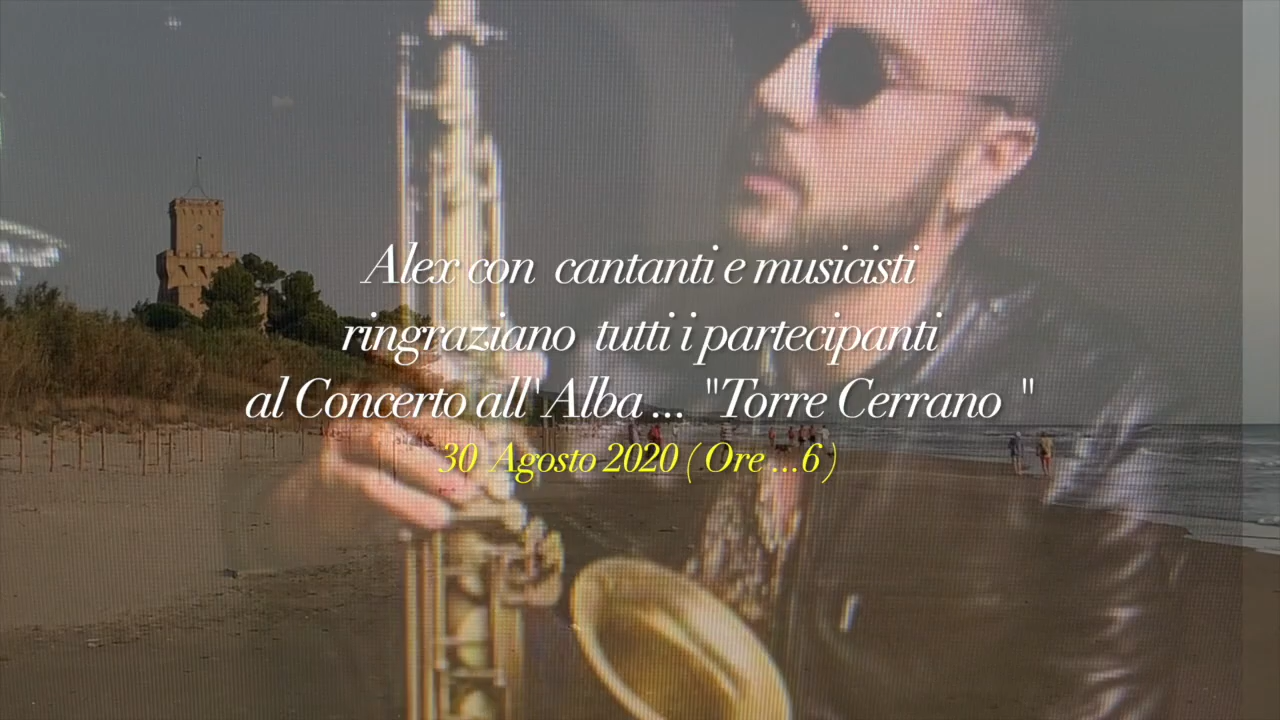 Alex con cantanti e musicisti
ringraziano tutti i partecipanti
al Concerto all' Alba ... "Torre Cerrano "
30 Agosto 2020 ( Ore ...6 )